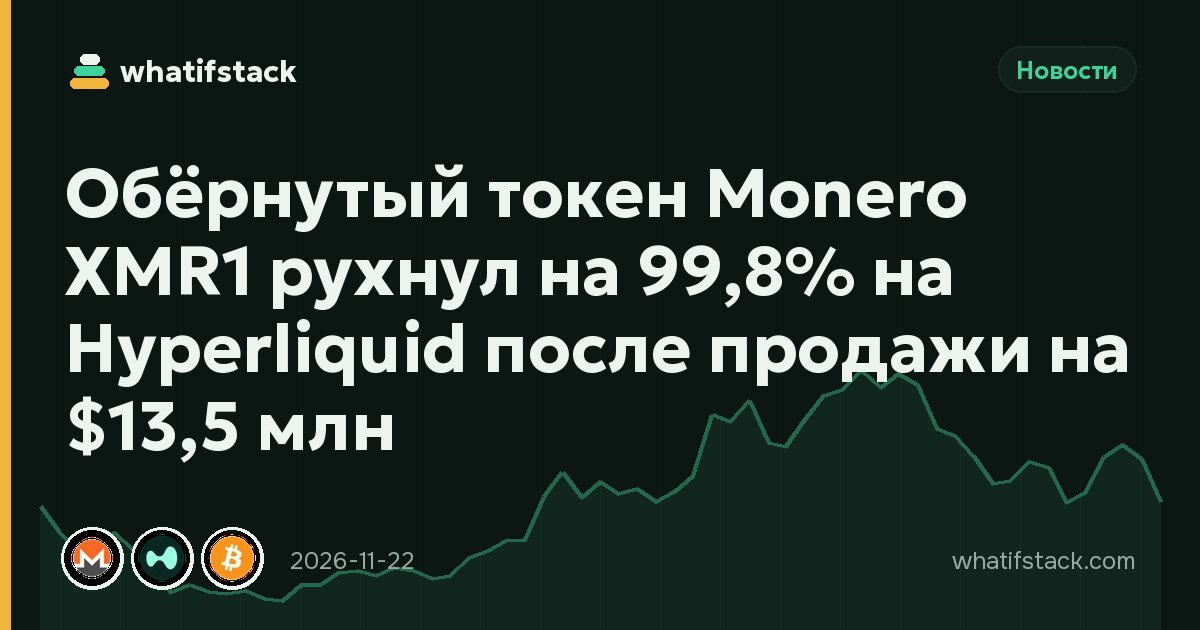 whatifstack
Новости
Обёрнутый токен Monero
XMR1 рухнул на 99,8% на
Hyperliquid после продажи на
$13,5 млн
2026-11-22
whatifstack.com